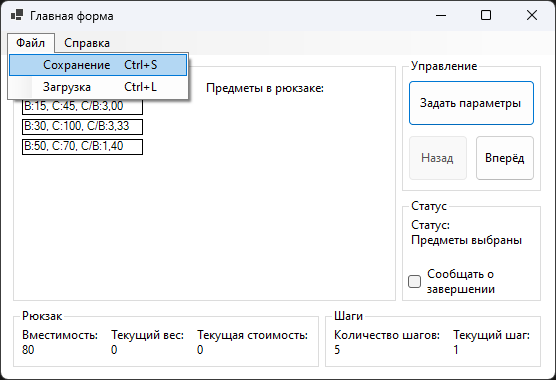 Главная форма
Файл Справка
Сохранение Ctrl+S
Загрузка Ctrl+L
Предметы в рюкзаке:
В:15, С:45, С/В:3,00
В:30, С:100, С/В:3,33
В:50, С:70, С/В:1,40
Управление
Задать параметры
Назад Вперёд
Статус
Статус:
Предметы выбраны
Сообщать о
завершении
Рюкзак
Вместимость: Текущий вес: Текущая стоимость:
80 0 0
Шаги
Количество шагов: Текущий шаг:
5 1